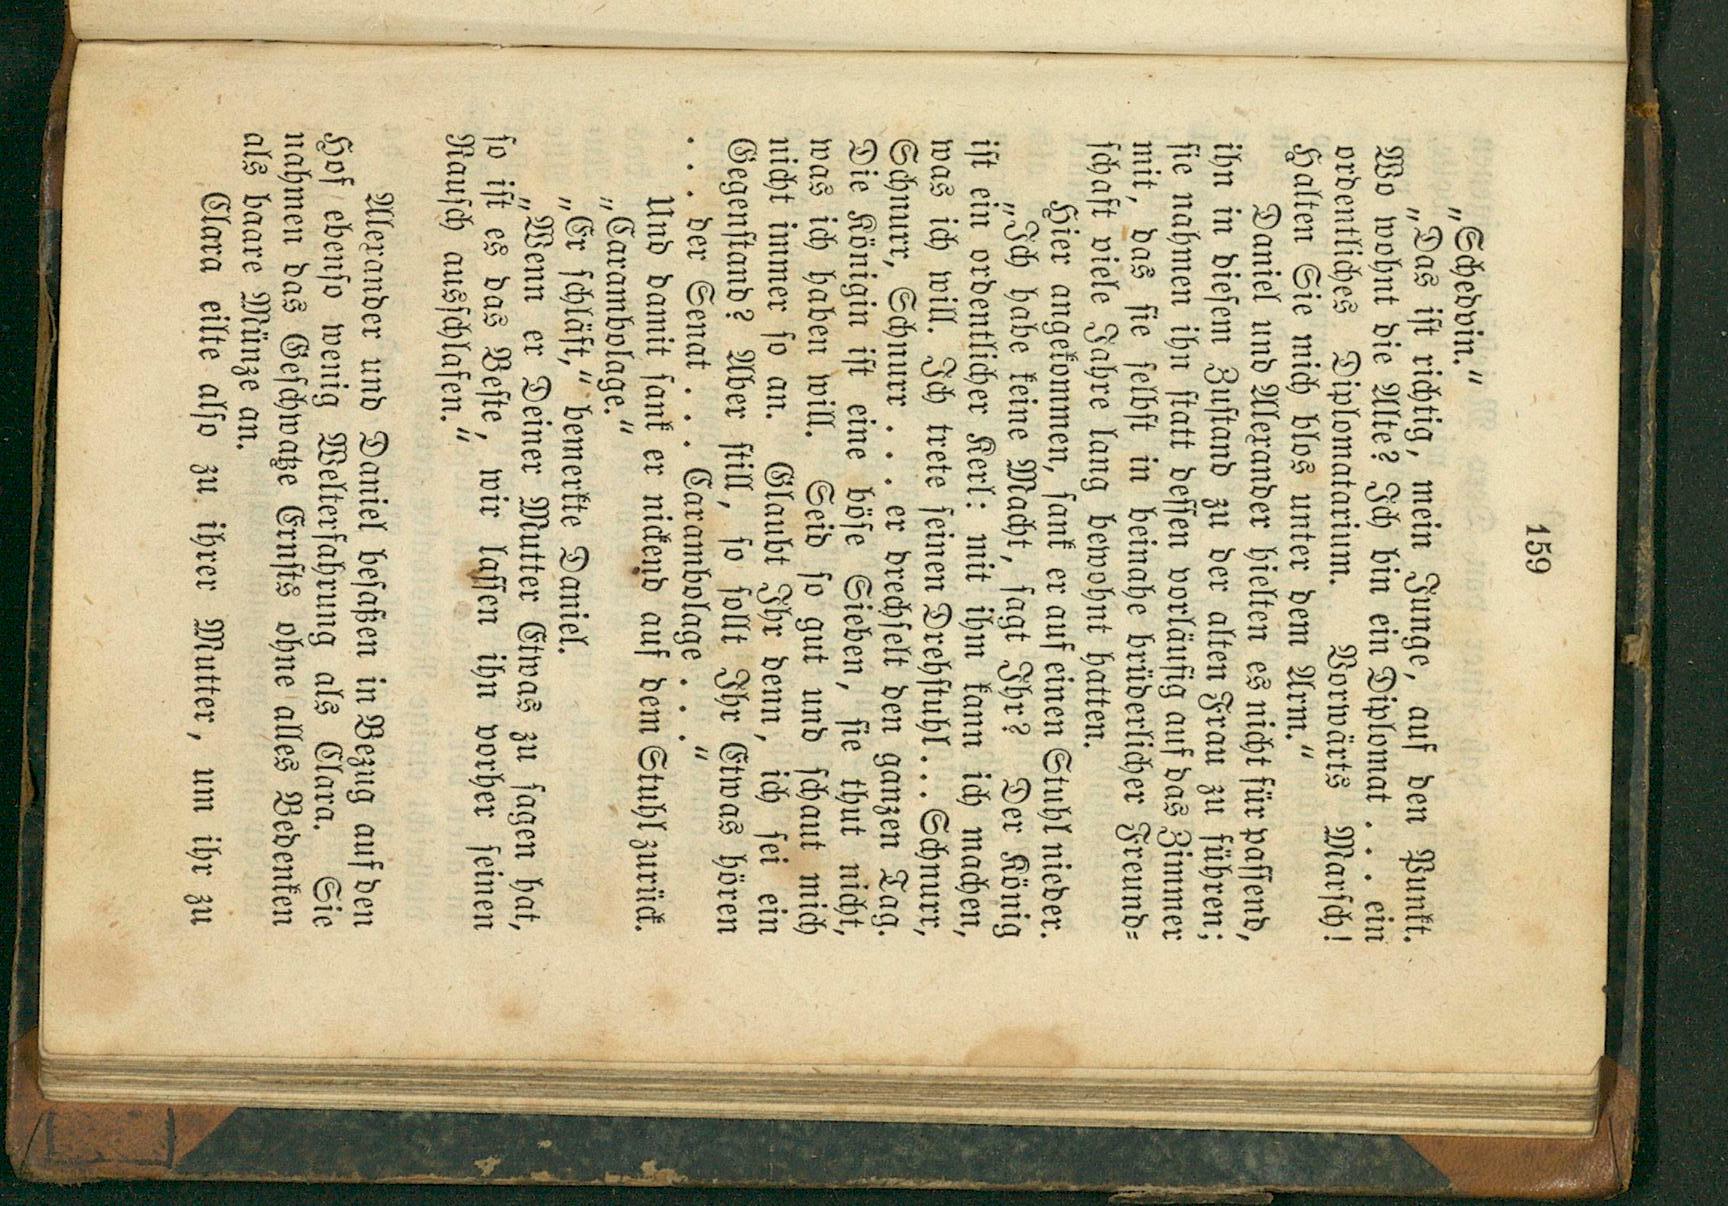 159
„Schedvin.“
„Das ist richtig, mein Junge, auf den Punkt.
Wo wohnt die Alte? Ich bin ein Diplomat . . . ein
ordentliches Diplomatarium. Vorwärts Marsch!
Halten Sie mich blos unter dem Arm.“
Daniel und Alexander hielten es nicht für passend,
ihn in diesem Zustand zu der alten Frau zu führen;
sie nahmen ihn statt dessen vorläufig auf das Zimmer
mit, das sie selbst in beinahe brüderlicher Freund-
schaft viele Jahre lang bewohnt hatten.
Hier angekommen, sank er auf einen Stuhl nieder.
„Ich habe keine Macht, sagt Ihr? Der König
ist ein ordentlicher Kerl: mit ihm kann ich machen,
was ich will. Ich trete seinen Drehstuhl . . . Schnurr,
Schnurr, Schnurr . . . er drechselt den ganzen Tag.
Die Königin ist eine böse Sieben, sie thut nicht,
was ich haben will. Seid so gut und schaut mich
nicht immer so an. Glaubt Ihr denn, ich sei ein
Gegenstand? Aber still, so sollt Ihr Etwas hören
. . . der Senat . . . Carambolage . . .“
Und damit sank er nickend auf dem Stuhl zurück.
„Carambolage.“
„Er schläft,“ bemerkte Daniel.
„Wenn er Deiner Mutter Etwas zu sagen hat,
so ist es das Beste, wir lassen ihn vorher seinen
Rausch ausschlafen.“
Alexander und Daniel besaßen in Bezug auf den
Hof ebenso wenig Welterfahrung als Clara. Sie
nahmen das Geschwatze Ernsts ohne alles Bedenken
als baare Münze an.
Clara eilte also zu ihrer Mutter, um ihr zu